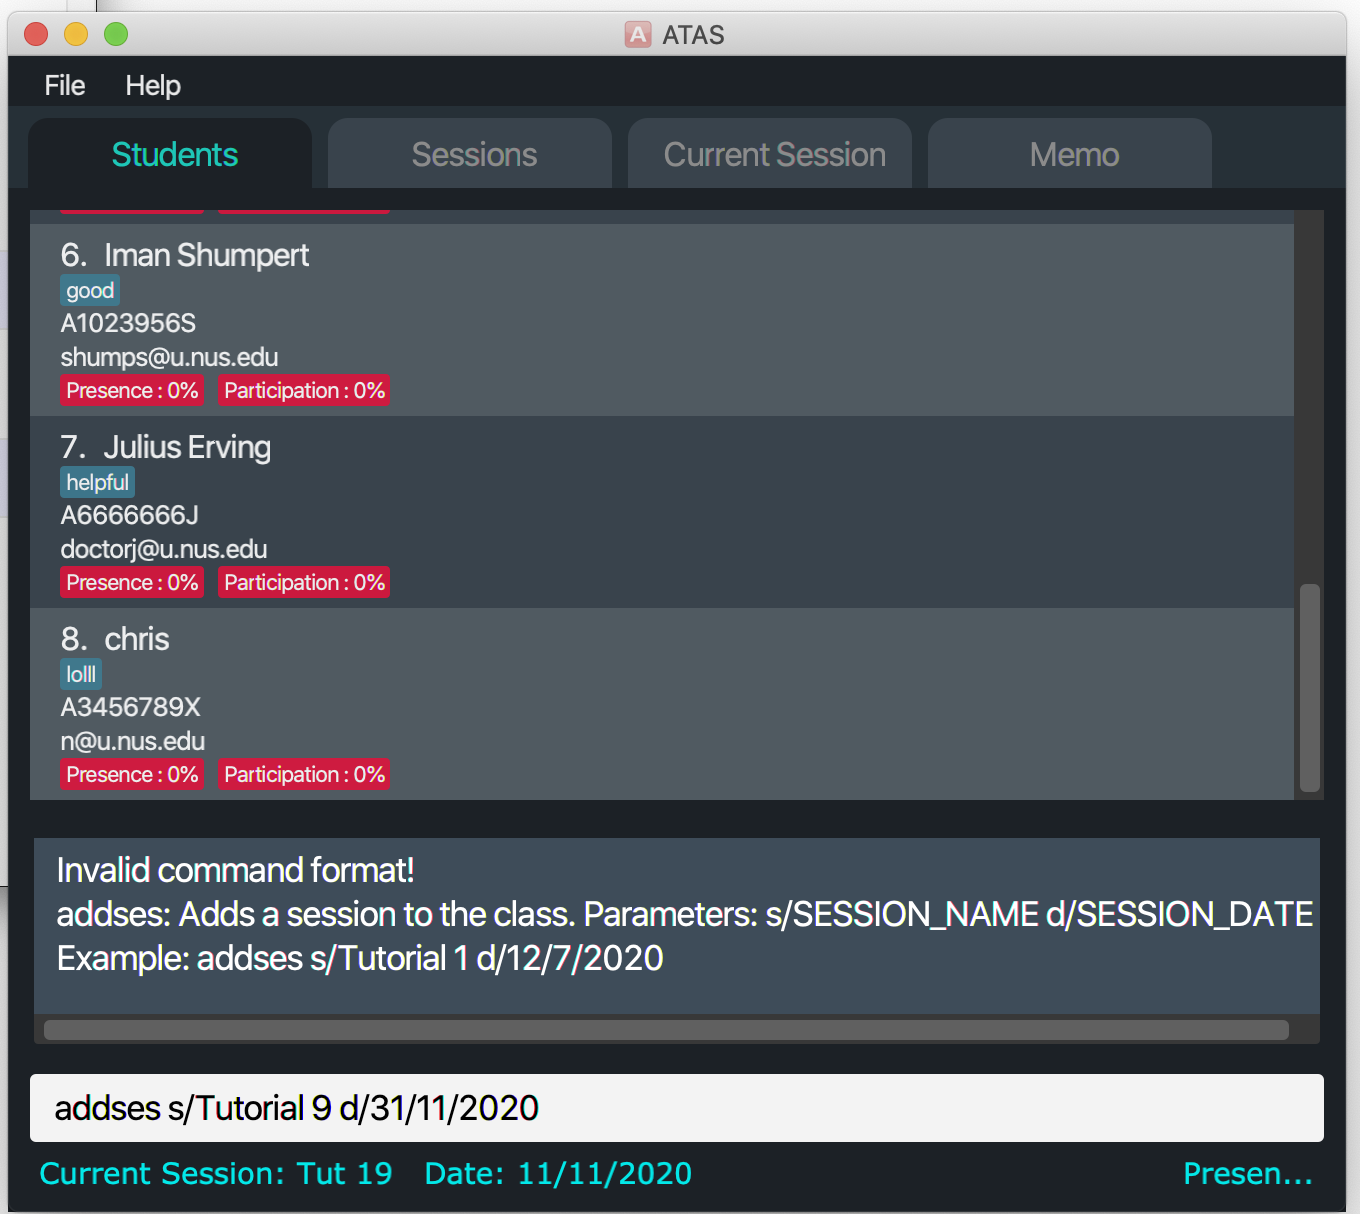 A ATAS
File Help
Students Sessions Current Session Memo
6. Iman Shumpert
good
A1023956S
shumps@u.nus.edu
Presence : 0% Participation : 0%
7. Julius Erving
helpful
A6666666J
doctorj@u.nus.edu
Presence : 0% Participation : 0%
8. chris
lolll
A3456789X
n@u.nus.edu
Presence : 0% Participation : 0%
Invalid command format!
addses: Adds a session to the class. Parameters: s/SESSION_NAME d/SESSION_DATE
Example: addses s/Tutorial 1 d/12/7/2020
addses s/Tutorial 9 d/31/11/2020
Current Session: Tut 19 Date: 11/11/2020 Presen...